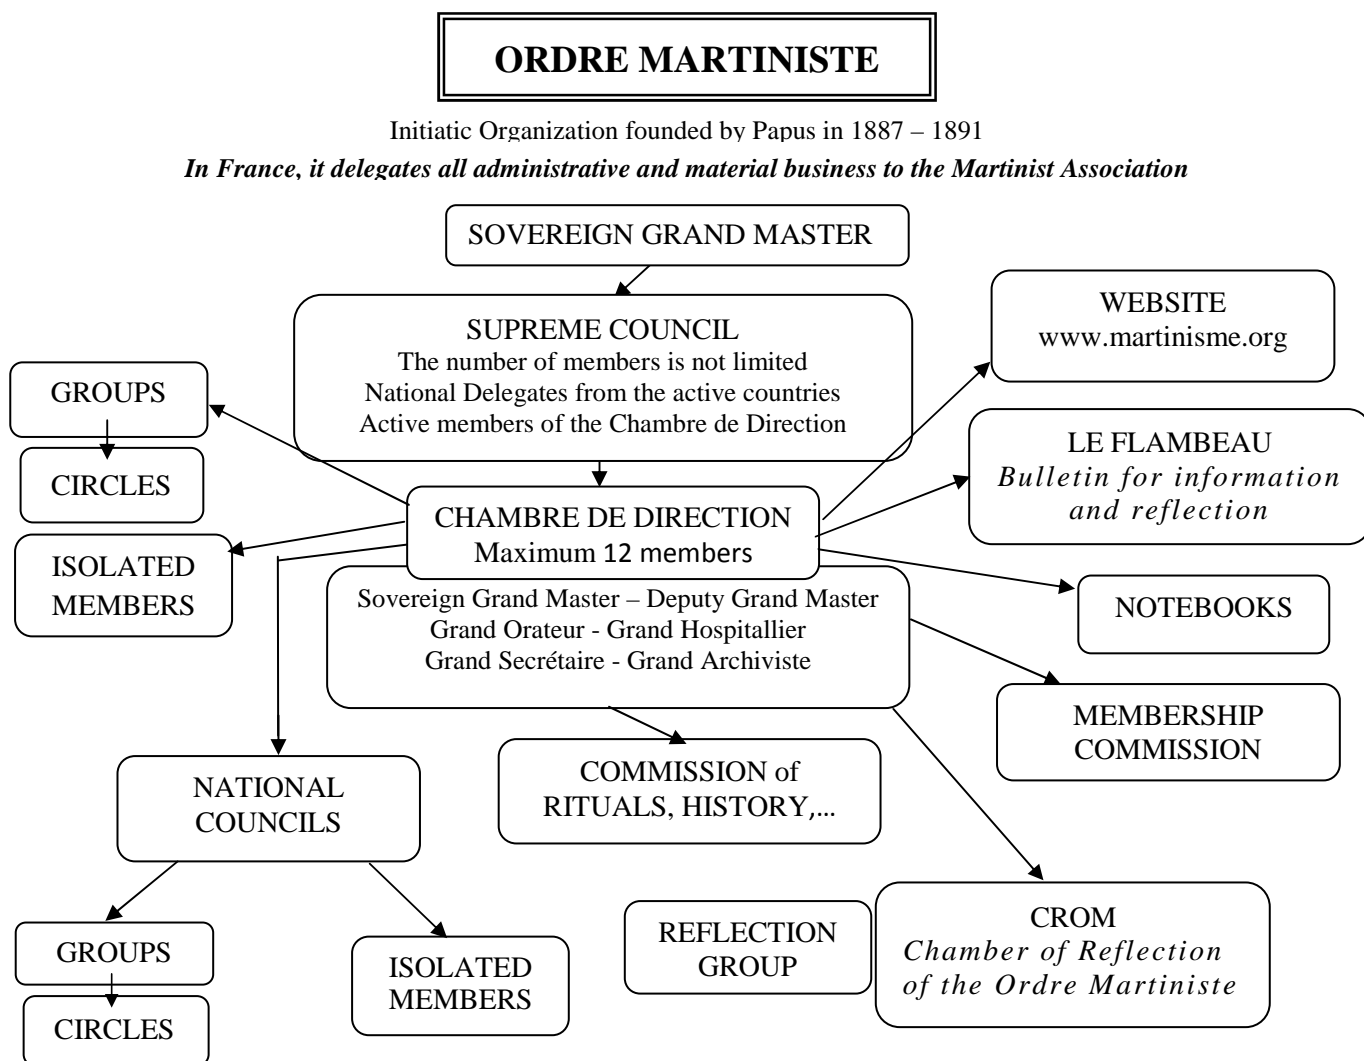 ORDRE MARTINISTE
Initiatic Organization founded by Papus in 1887 – 1891
In France, it delegates all administrative and material business to the Martinist Association
SOVEREIGN GRAND MASTER
SUPREME COUNCIL
The number of members is not limited
National Delegates from the active countries
Active members of the Chambre de Direction
WEBSITE
www.martinisme.org
GROUPS
CIRCLES
LE FLAMBEAU
Bulletin for information
and reflection
CHAMBRE DE DIRECTION
Maximum 12 members
ISOLATED
MEMBERS
Sovereign Grand Master – Deputy Grand Master
Grand Orateur - Grand Hospitallier
Grand Secrétaire - Grand Archiviste
NOTEBOOKS
MEMBERSHIP
COMMISSION
NATIONAL
COUNCILS
COMMISSION of
RITUALS, HISTORY,...
GROUPS
CIRCLES
ISOLATED
MEMBERS
REFLECTION
GROUP
CROM
Chamber of Reflection
of the Ordre Martiniste